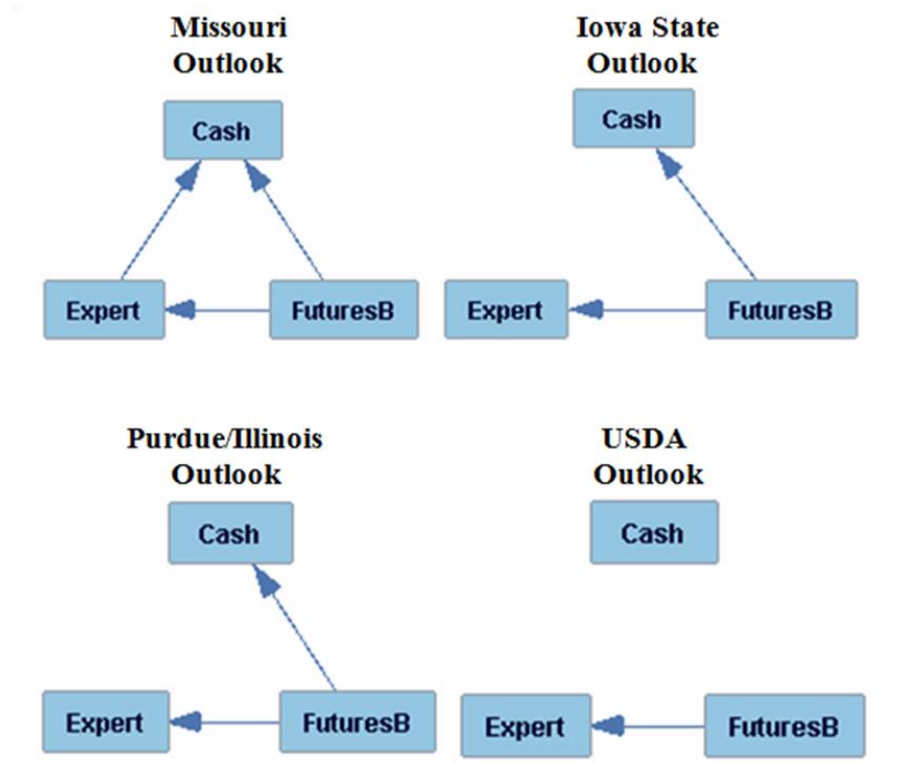 Missouri
Outlook
Cash
Expert
FuturesB
Iowa State
Outlook
Cash
Expert
FuturesB
Purdue/Illinois
Outlook
Cash
Expert
FuturesB
USDA
Outlook
Cash
Expert
FuturesB